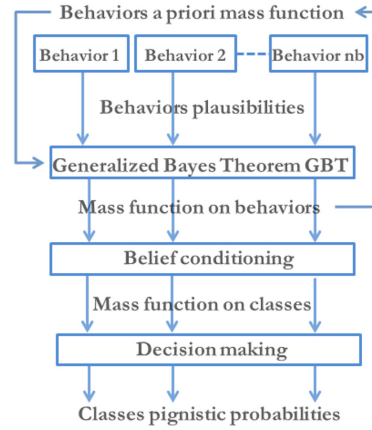 Behaviors a priori mass function
Behavior 1 Behavior 2 Behavior nb
Behaviors plausibilities
Generalized Bayes Theorem GBT
Mass function on behaviors
Belief conditioning
Mass function on classes
Decision making
Classes pignistic probabilities